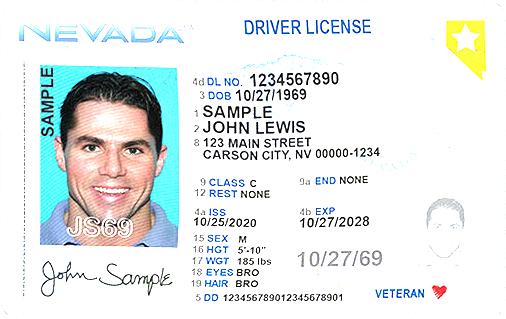 NEVADA DRIVER LICENSE
SAMPLE
4d DL NO. 1234567890
3 DOB 10/27/1969
1 SAMPLE
2 JOHN LEWIS
8 123 MAIN STREET
CARSON CITY, NV 00000-1234
9 CLASS C 9a END NONE
12 REST NONE
4a ISS 4b EXP
10/25/2020 10/27/2028
15 SEX M
16 HGT 5'-10"
17 WGT 185 lbs
18 EYES BRO
19 HAIR BRO
10/27/69
5 DD 12345678901234567890​1
JS69
John Sample
VETERAN